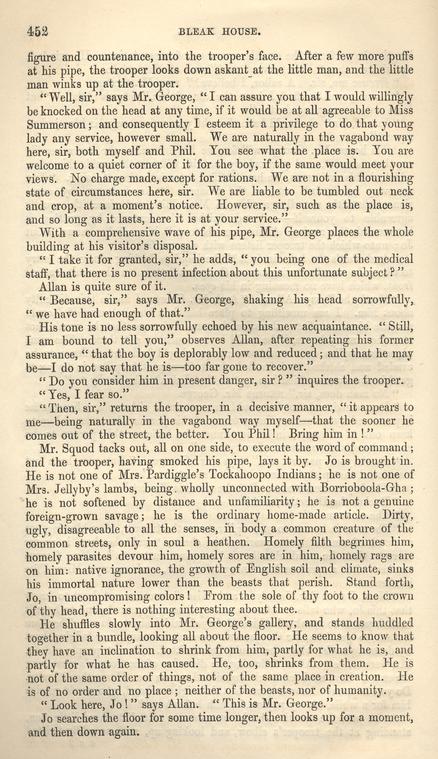 452 BLEAK HOUSE.
figure and countenance, into the trooper's face. After a few more puffs
at his pipe, the trooper looks down askant at the little man, and the little
man winks up at the trooper.
"Well, sir," says Mr. George, "I can assure you that I would willingly
be knocked on the head at any time, if it would be at all agreeable to Miss
Summerson; and consequently I esteem it a privilege to do that young
lady any service, however small. We are naturally in the vagabond way
here, sir, both myself and Phil. You see what the place is. You are
welcome to a quiet corner of it for the boy, if the same would meet your
views. No charge made, except for rations. We are not in a flourishing
state of circumstances here, sir. We are liable to be tumbled out neck
and crop, at a moment's notice. However, sir, such as the place is,
and so long as it lasts, here it is at your service."
With a comprehensive wave of his pipe, Mr. George places the whole
building at his visitor's disposal.
"I take it for granted, sir," he adds, "you being one of the medical
staff, that there is no present infection about this unfortunate subject?"
Allan is quite sure of it.
"Because, sir," says Mr. George, shaking his head sorrowfully,
"we have had enough of that."
His tone is no less sorrowfully echoed by his new acquaintance. "Still,
I am bound to tell you," observes Allan, after repeating his former
assurance, "that the boy is deplorably low and reduced; and that he may
be—I do not say that he is—too far gone to recover."
"Do you consider him in present danger, sir?" inquires the trooper.
"Yes, I fear so."
"Then, sir," returns the trooper, in a decisive manner, "it appears to
me—being naturally in the vagabond way myself—that the sooner he
comes out of the street, the better. You Phil! Bring him in!"
Mr. Squod tacks out, all on one side, to execute the word of command;
and the trooper, having smoked his pipe, lays it by. Jo is brought in.
He is not one of Mrs. Pardiggle's Tockahoopo Indians; he is not one of
Mrs. Jellyby's lambs, being wholly unconnected with Borrioboola-Gha;
he is not softened by distance and unfamiliarity; he is not a genuine
foreign-grown savage; he is the ordinary home-made article. Dirty,
ugly, disagreeable to all the senses, in body a common creature of the
common streets, only in soul a heathen. Homely filth begrimes him,
homely parasites devour him, homely sores are in him, homely rags are
on him: native ignorance, the growth of English soil and climate, sinks
his immortal nature lower than the beasts that perish. Stand forth,
Jo, in uncompromising colors! From the sole of thy foot to the crown
of thy head, there is nothing interesting about thee.
He shuffles slowly into Mr. George's gallery, and stands huddled
together in a bundle, looking all about the floor. He seems to know that
they have an inclination to shrink from him, partly for what he is, and
partly for what he has caused. He, too, shrinks from them. He is
not of the same order of things, not of the same place in creation. He
is of no order and no place; neither of the beasts, nor of humanity.
"Look here, Jo!" says Allan. "This is Mr. George."
Jo searches the floor for some time longer, then looks up for a moment,
and then down again.